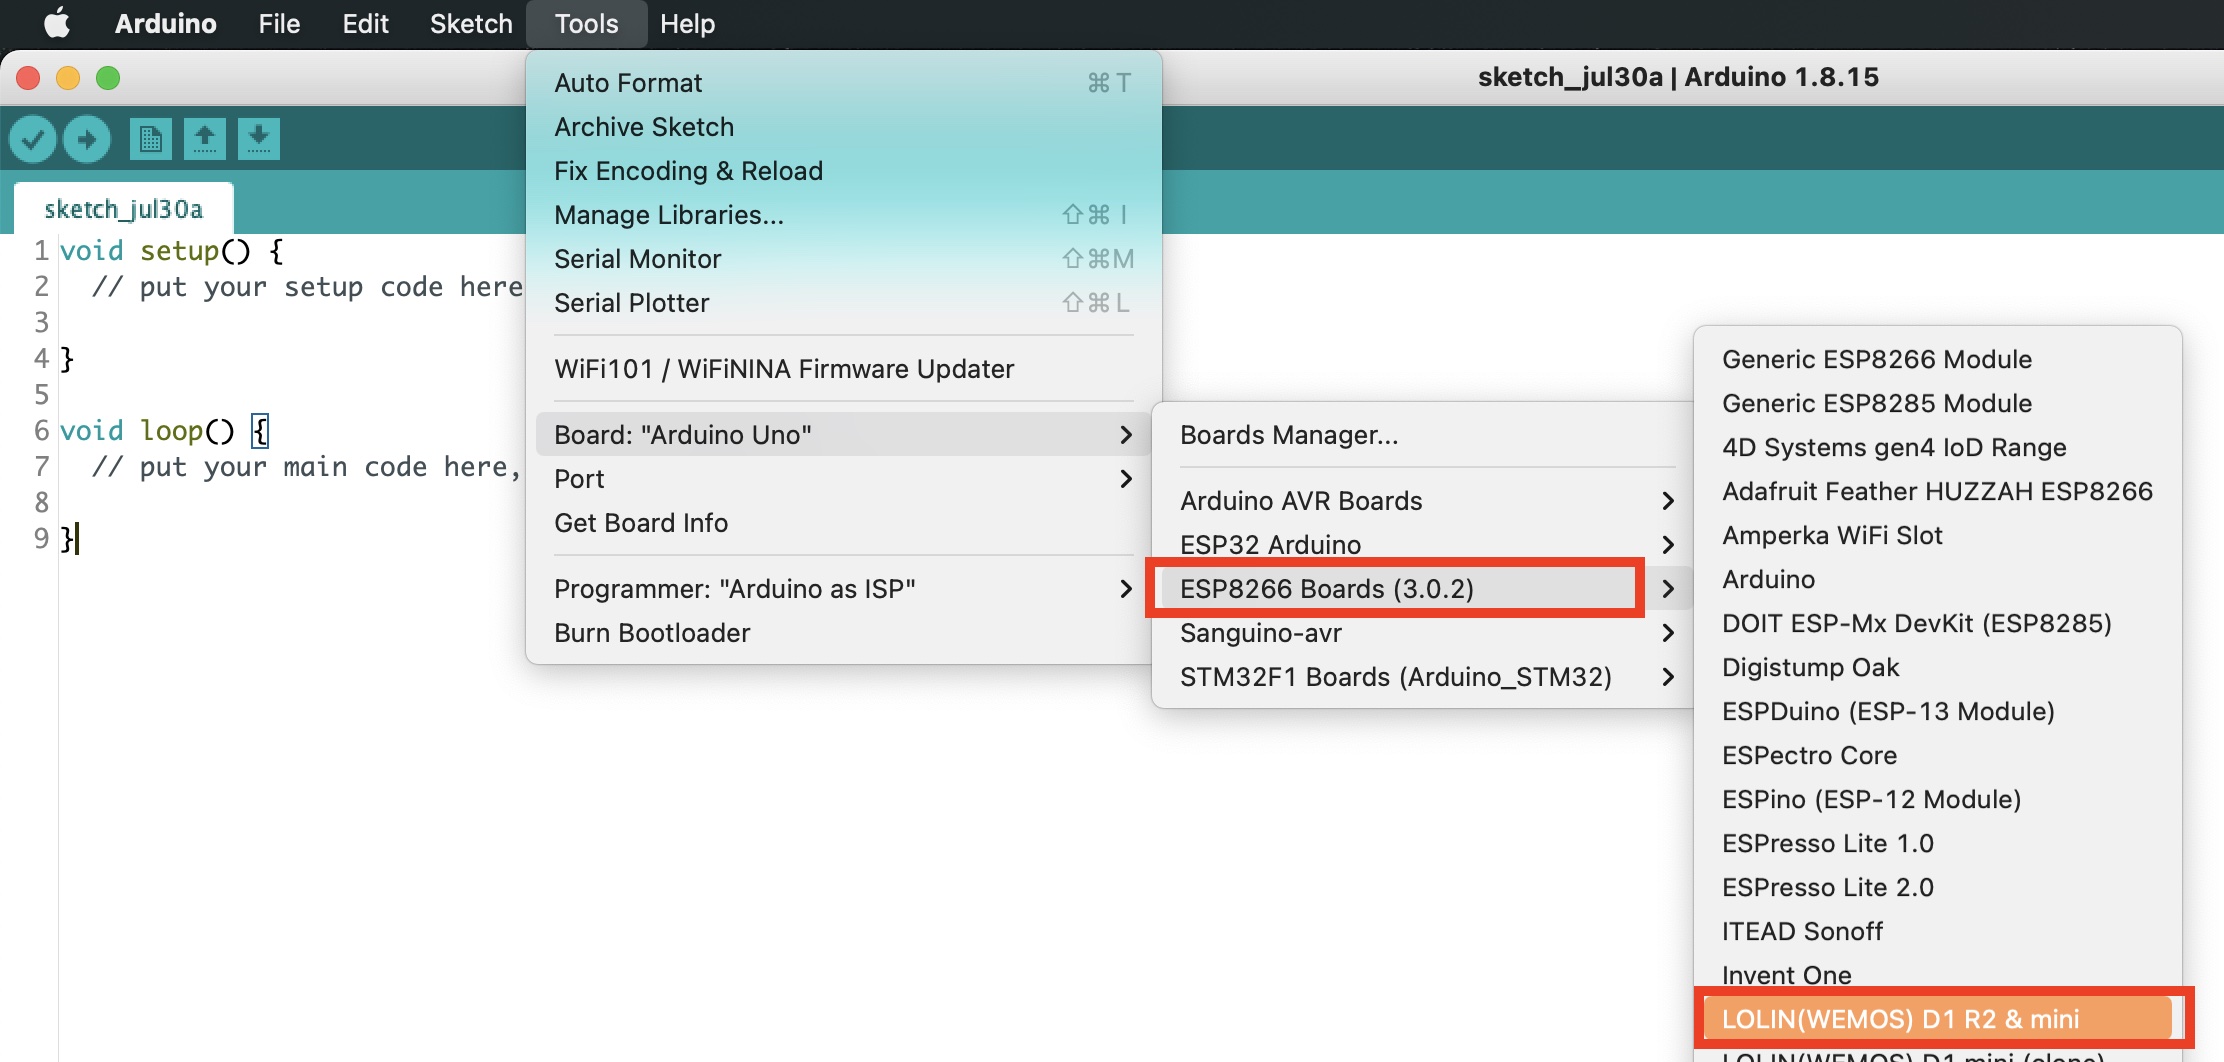 Arduino File Edit Sketch Tools Help
sketch_jul30a | Arduino 1.8.15
sketch_jul30a
1 void setup() {
2 // put your setup code here
3
4 }
5
6 void loop() {
7 // put your main code here,
8
9 }
Auto Format ⌘T
Archive Sketch
Fix Encoding & Reload
Manage Libraries... ⇧⌘I
Serial Monitor ⇧⌘M
Serial Plotter ⇧⌘L
WiFi101 / WiFiNINA Firmware Updater
Board: "Arduino Uno"
Port
Get Board Info
Programmer: "Arduino as ISP"
Burn Bootloader
Boards Manager...
Arduino AVR Boards
ESP32 Arduino
ESP8266 Boards (3.0.2)
Sanguino-avr
STM32F1 Boards (Arduino_STM32)
Generic ESP8266 Module
Generic ESP8285 Module
4D Systems gen4 IoD Range
Adafruit Feather HUZZAH ESP8266
Amperka WiFi Slot
Arduino
DOIT ESP-Mx DevKit (ESP8285)
Digistump Oak
ESPDuino (ESP-13 Module)
ESPectro Core
ESPino (ESP-12 Module)
ESPresso Lite 1.0
ESPresso Lite 2.0
ITEAD Sonoff
Invent One
LOLIN(WEMOS) D1 R2 & mini
LOLIN(WEMOS) D1 mini (clone)